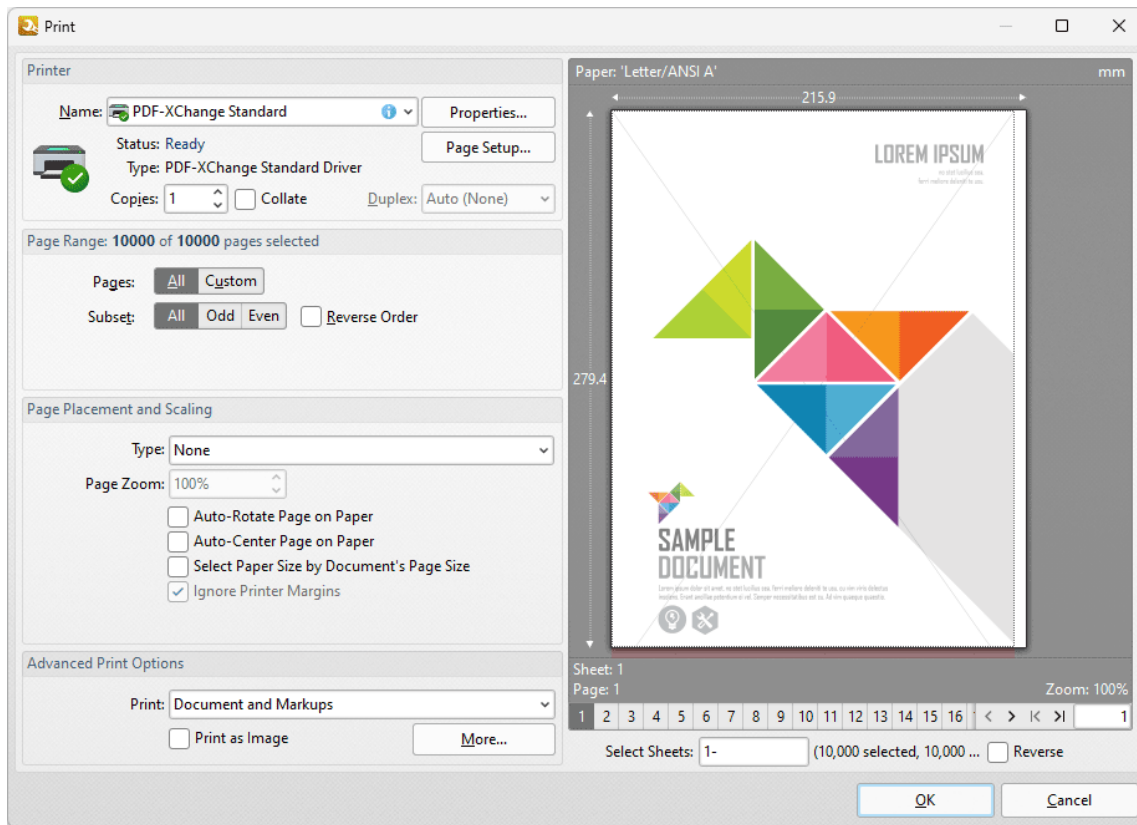 Print
Printer
Name: PDF-XChange Standard
Properties...
Status: Ready
Page Setup...
Type: PDF-XChange Standard Driver
Copies: 1 Collate Duplex: Auto (None)
Page Range: 10000 of 10000 pages selected
Pages: All Custom
Subset: All Odd Even Reverse Order
Page Placement and Scaling
Type: None
Page Zoom: 100%
Auto-Rotate Page on Paper
Auto-Center Page on Paper
Select Paper Size by Document's Page Size
Ignore Printer Margins
Advanced Print Options
Print: Document and Markups
Print as Image More...
Paper: 'Letter/ANSI A' mm
215.9
279.4
LOREM IPSUM
SAMPLE
DOCUMENT
Sheet: 1
Page: 1 Zoom: 100%
1 2 3 4 5 6 7 8 9 10 11 12 13 14 15 16 1
Select Sheets: 1- (10,000 selected, 10,000 ... Reverse
OK Cancel